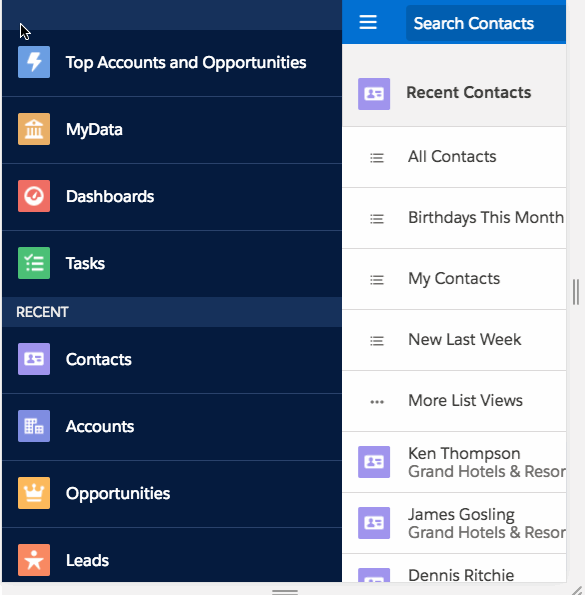 Top Accounts and Opportunities
MyData
Dashboards
Tasks
RECENT
Contacts
Accounts
Opportunities
Leads
Search Contacts
Recent Contacts
All Contacts
Birthdays This Month
My Contacts
New Last Week
More List Views
Ken Thompson
Grand Hotels & Resor
James Gosling
Grand Hotels & Resor
Dennis Ritchie